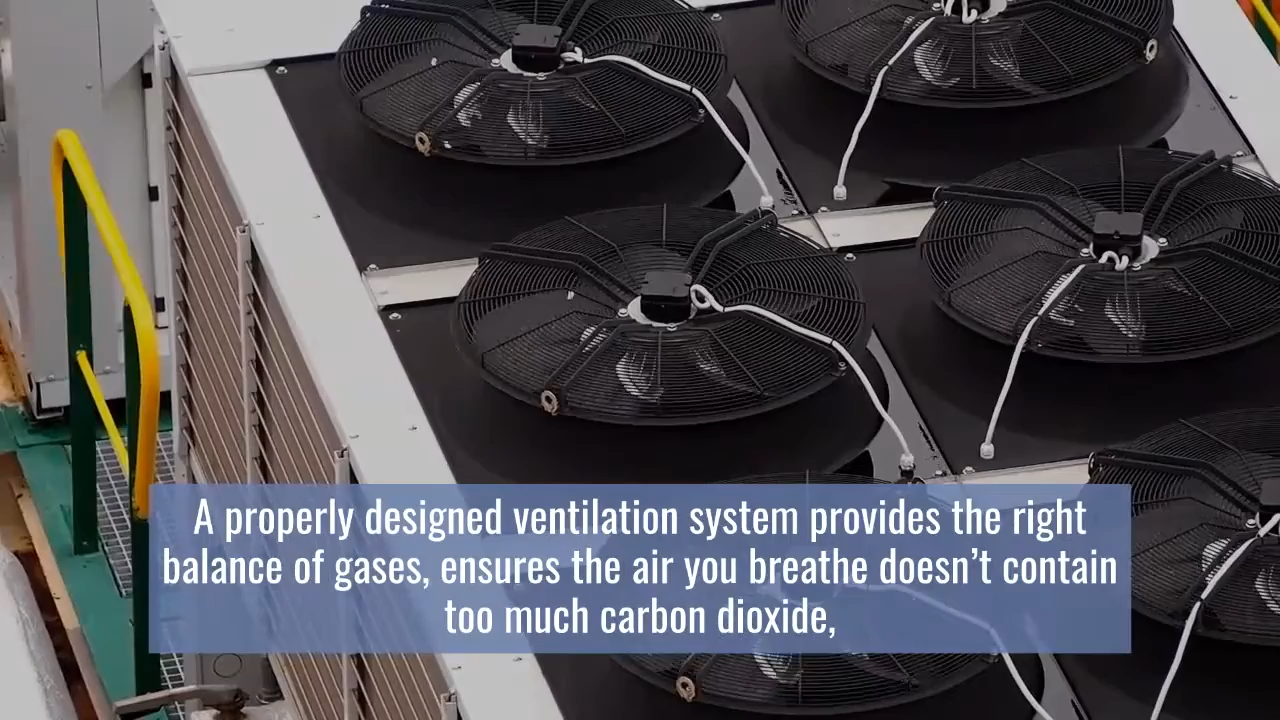 A properly designed ventilation system provides the right
balance of gases, ensures the air you breathe doesn’t contain
too much carbon dioxide,